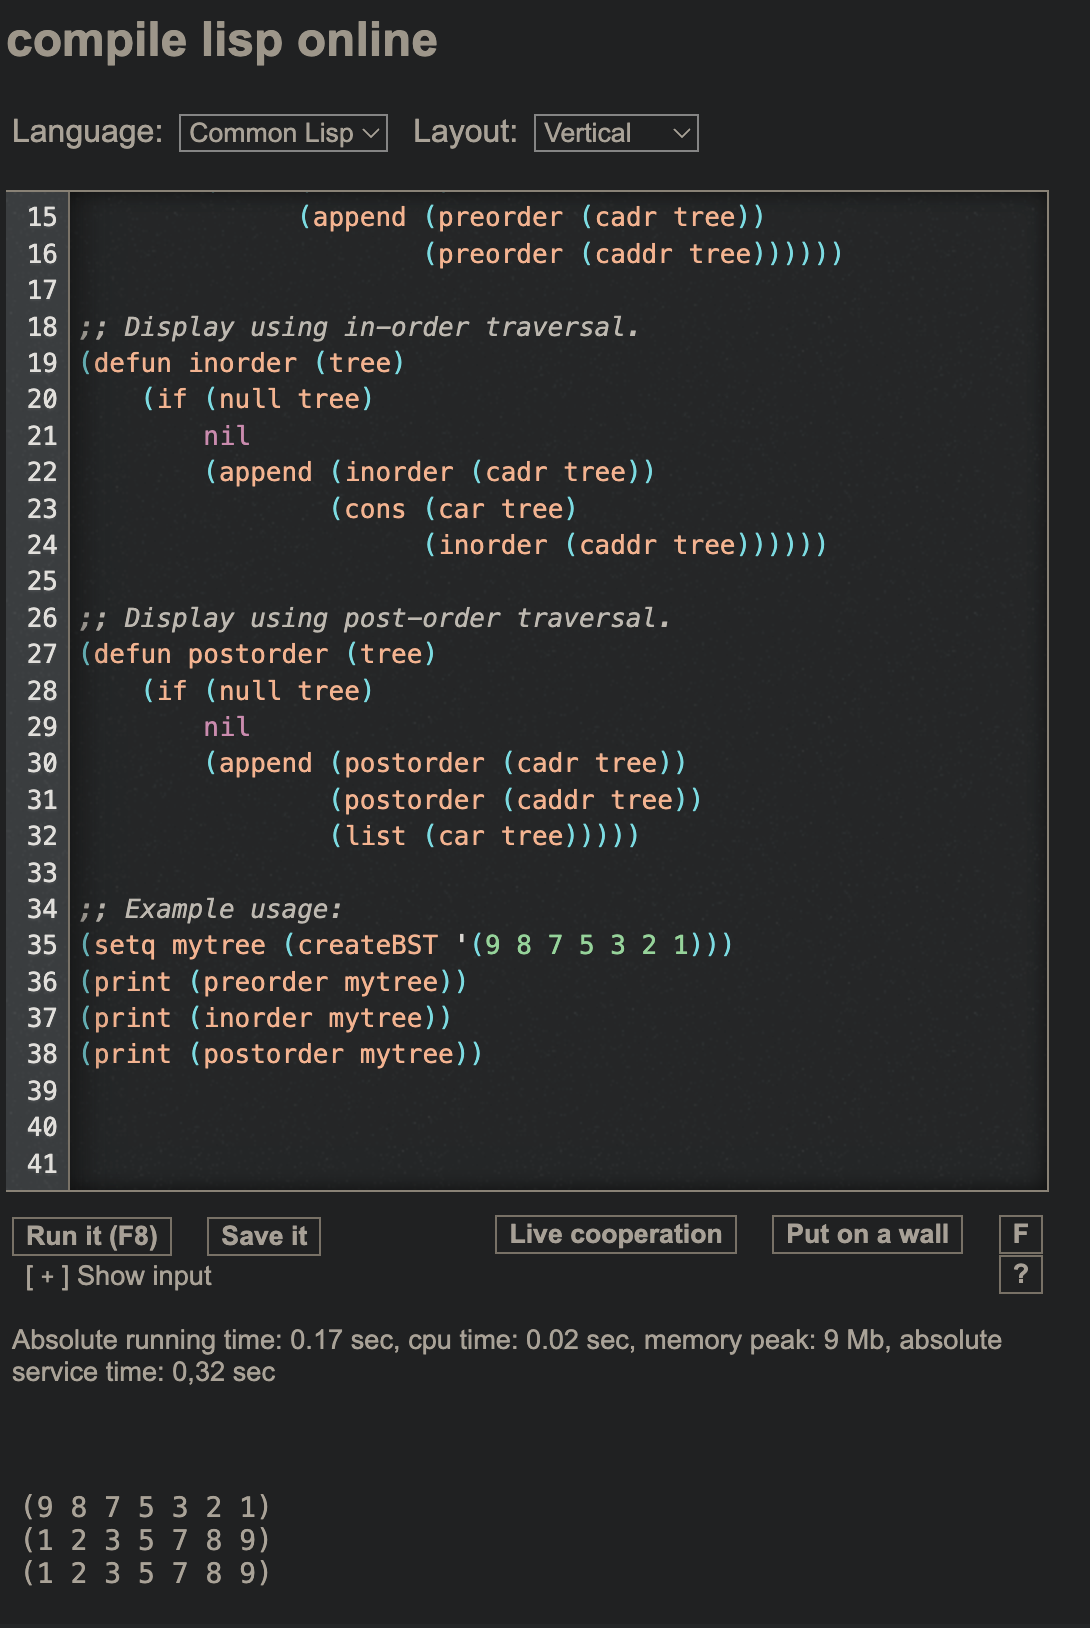 compile lisp online
Language: Common Lisp Layout: Vertical
15 (append (preorder (cadr tree))
16 (preorder (caddr tree))))))
17
18 ;; Display using in-order traversal.
19 (defun inorder (tree)
20 (if (null tree)
21 nil
22 (append (inorder (cadr tree))
23 (cons (car tree)
24 (inorder (caddr tree))))))
25
26 ;; Display using post-order traversal.
27 (defun postorder (tree)
28 (if (null tree)
29 nil
30 (append (postorder (cadr tree))
31 (postorder (caddr tree))
32 (list (car tree)))))
33
34 ;; Example usage:
35 (setq mytree (createBST '(9 8 7 5 3 2 1)))
36 (print (preorder mytree))
37 (print (inorder mytree))
38 (print (postorder mytree))
39
40
41
Run it (F8) Save it Live cooperation Put on a wall F
[ + ] Show input ?
Absolute running time: 0.17 sec, cpu time: 0.02 sec, memory peak: 9 Mb, absolute
service time: 0,32 sec
(9 8 7 5 3 2 1)
(1 2 3 5 7 8 9)
(1 2 3 5 7 8 9)